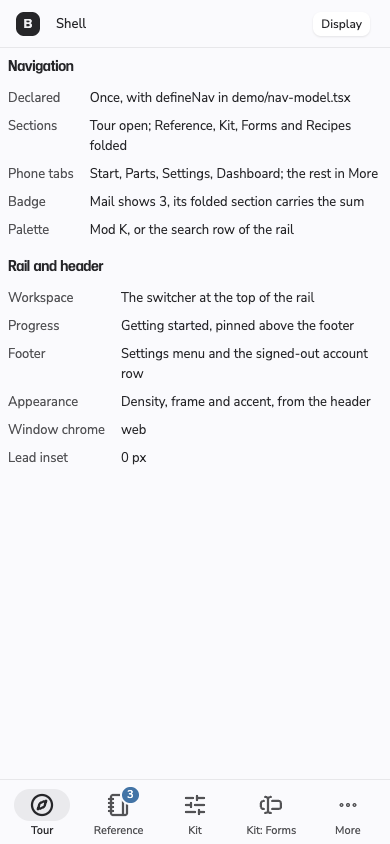 B Shell Display
Navigation
Declared Once, with defineNav in demo/nav-model.tsx
Sections Tour open; Reference, Kit, Forms and Recipes
folded
Phone tabs Start, Parts, Settings, Dashboard; the rest in More
Badge Mail shows 3, its folded section carries the sum
Palette Mod K, or the search row of the rail
Rail and header
Workspace The switcher at the top of the rail
Progress Getting started, pinned above the footer
Footer Settings menu and the signed-out account
row
Appearance Density, frame and accent, from the header
Window chrome web
Lead inset 0 px
3
Tour Reference Kit Kit: Forms More